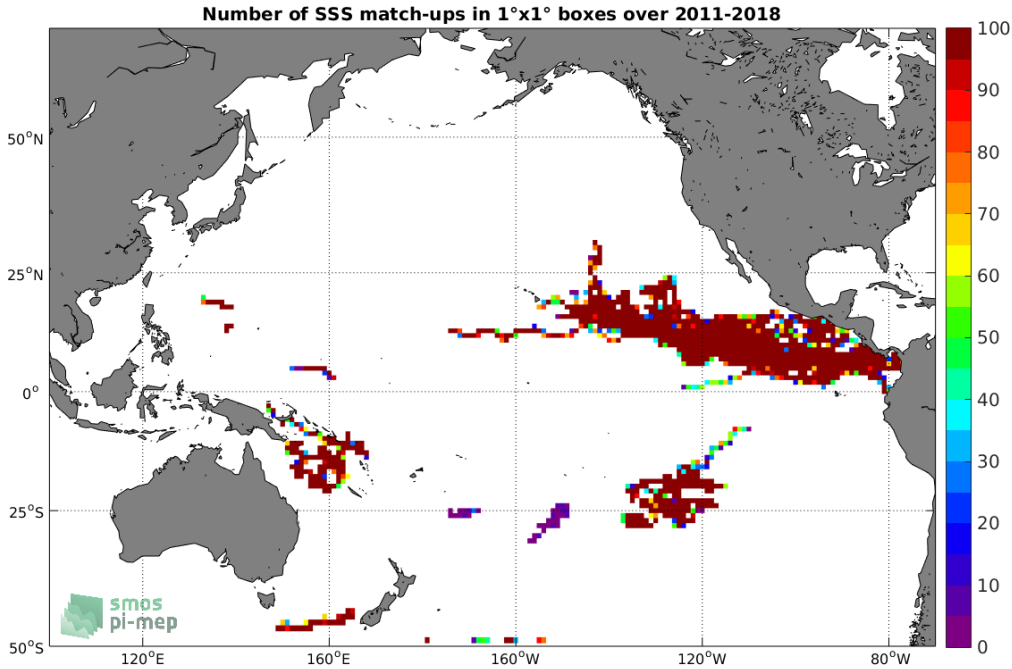 Number of SSS match-ups in 1°x1° boxes over 2011-2018
100
90
80
70
60
50
40
30
20
10
0
50°N
25°N
0°
25°S
50°S
120°E
160°E
160°W
120°W
80°W
smos
pi-mep